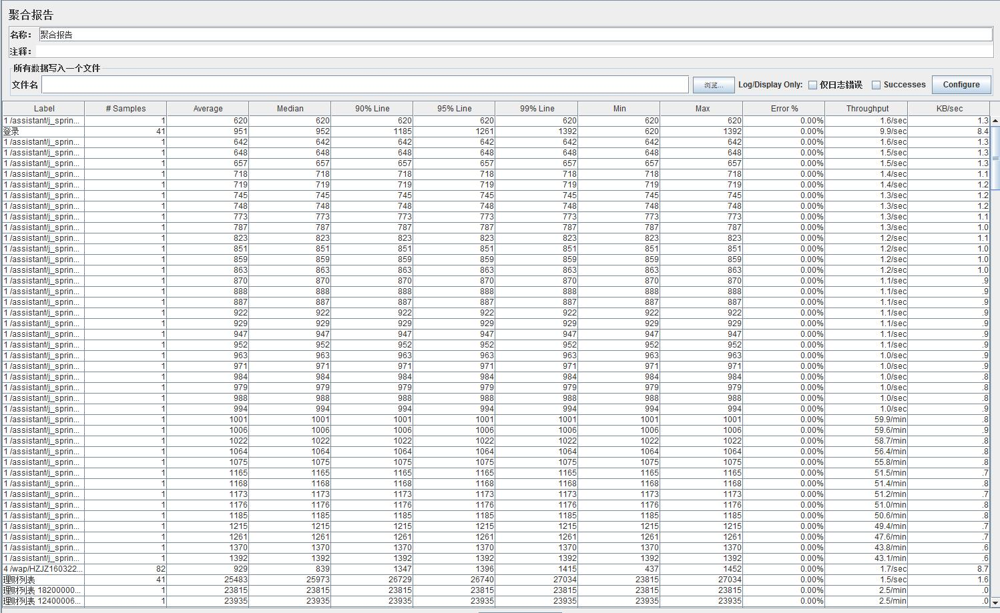 聚合报告
名称： 聚合报告
注释：
所有数据写入一个文件
文件名 浏览... Log/Display Only: 仅日志错误 Successes Configure
Label # Samples Average Median 90% Line 95% Line 99% Line Min Max Error % Throughput KB/sec
1 /assistant/j_sprin... 1 620 620 620 620 620 620 620 0.00% 1.6/sec 1.3
登录 41 951 952 1185 1261 1392 620 1392 0.00% 9.9/sec 8.4
1 /assistant/j_sprin... 1 642 642 642 642 642 642 642 0.00% 1.6/sec 1.3
1 /assistant/j_sprin... 1 648 648 648 648 648 648 648 0.00% 1.5/sec 1.3
1 /assistant/j_sprin... 1 657 657 657 657 657 657 657 0.00% 1.5/sec 1.3
1 /assistant/j_sprin... 1 718 718 718 718 718 718 718 0.00% 1.4/sec 1.1
1 /assistant/j_sprin... 1 719 719 719 719 719 719 719 0.00% 1.4/sec 1.2
1 /assistant/j_sprin... 1 745 745 745 745 745 745 745 0.00% 1.3/sec 1.2
1 /assistant/j_sprin... 1 748 748 748 748 748 748 748 0.00% 1.3/sec 1.2
1 /assistant/j_sprin... 1 773 773 773 773 773 773 773 0.00% 1.3/sec 1.1
1 /assistant/j_sprin... 1 787 787 787 787 787 787 787 0.00% 1.3/sec 1.0
1 /assistant/j_sprin... 1 823 823 823 823 823 823 823 0.00% 1.2/sec 1.1
1 /assistant/j_sprin... 1 851 851 851 851 851 851 851 0.00% 1.2/sec 1.0
1 /assistant/j_sprin... 1 859 859 859 859 859 859 859 0.00% 1.2/sec 1.0
1 /assistant/j_sprin... 1 863 863 863 863 863 863 863 0.00% 1.2/sec 1.0
1 /assistant/j_sprin... 1 870 870 870 870 870 870 870 0.00% 1.1/sec .9
1 /assistant/j_sprin... 1 888 888 888 888 888 888 888 0.00% 1.1/sec .9
1 /assistant/j_sprin... 1 887 887 887 887 887 887 887 0.00% 1.1/sec .9
1 /assistant/j_sprin... 1 922 922 922 922 922 922 922 0.00% 1.1/sec .9
1 /assistant/j_sprin... 1 929 929 929 929 929 929 929 0.00% 1.1/sec .9
1 /assistant/j_sprin... 1 947 947 947 947 947 947 947 0.00% 1.1/sec .9
1 /assistant/j_sprin... 1 952 952 952 952 952 952 952 0.00% 1.1/sec .9
1 /assistant/j_sprin... 1 963 963 963 963 963 963 963 0.00% 1.0/sec .9
1 /assistant/j_sprin... 1 971 971 971 971 971 971 971 0.00% 1.0/sec .9
1 /assistant/j_sprin... 1 984 984 984 984 984 984 984 0.00% 1.0/sec .8
1 /assistant/j_sprin... 1 979 979 979 979 979 979 979 0.00% 1.0/sec .8
1 /assistant/j_sprin... 1 988 988 988 988 988 988 988 0.00% 1.0/sec .8
1 /assistant/j_sprin... 1 994 994 994 994 994 994 994 0.00% 1.0/sec .9
1 /assistant/j_sprin... 1 1001 1001 1001 1001 1001 1001 1001 0.00% 59.9/min .8
1 /assistant/j_sprin... 1 1006 1006 1006 1006 1006 1006 1006 0.00% 59.6/min .9
1 /assistant/j_sprin... 1 1022 1022 1022 1022 1022 1022 1022 0.00% 58.7/min .8
1 /assistant/j_sprin... 1 1064 1064 1064 1064 1064 1064 1064 0.00% 56.4/min .8
1 /assistant/j_sprin... 1 1075 1075 1075 1075 1075 1075 1075 0.00% 55.8/min .8
1 /assistant/j_sprin... 1 1165 1165 1165 1165 1165 1165 1165 0.00% 51.5/min .7
1 /assistant/j_sprin... 1 1168 1168 1168 1168 1168 1168 1168 0.00% 51.4/min .8
1 /assistant/j_sprin... 1 1173 1173 1173 1173 1173 1173 1173 0.00% 51.2/min .7
1 /assistant/j_sprin... 1 1176 1176 1176 1176 1176 1176 1176 0.00% 51.0/min .8
1 /assistant/j_sprin... 1 1185 1185 1185 1185 1185 1185 1185 0.00% 50.6/min .8
1 /assistant/j_sprin... 1 1215 1215 1215 1215 1215 1215 1215 0.00% 49.4/min .7
1 /assistant/j_sprin... 1 1261 1261 1261 1261 1261 1261 1261 0.00% 47.6/min .7
1 /assistant/j_sprin... 1 1370 1370 1370 1370 1370 1370 1370 0.00% 43.8/min .6
1 /assistant/j_sprin... 1 1392 1392 1392 1392 1392 1392 1392 0.00% 43.1/min .6
4 /wap/HZJZ160322... 82 929 839 1347 1396 1415 437 1452 0.00% 1.7/sec 8.7
理财列表 41 25483 25973 26729 26740 27034 23815 27034 0.00% 1.5/sec 1.6
理财列表 18200000... 1 23815 23815 23815 23815 23815 23815 23815 0.00% 2.5/min .0
理财列表 12400006... 1 23935 23935 23935 23935 23935 23935 23935 0.00% 2.5/min .0